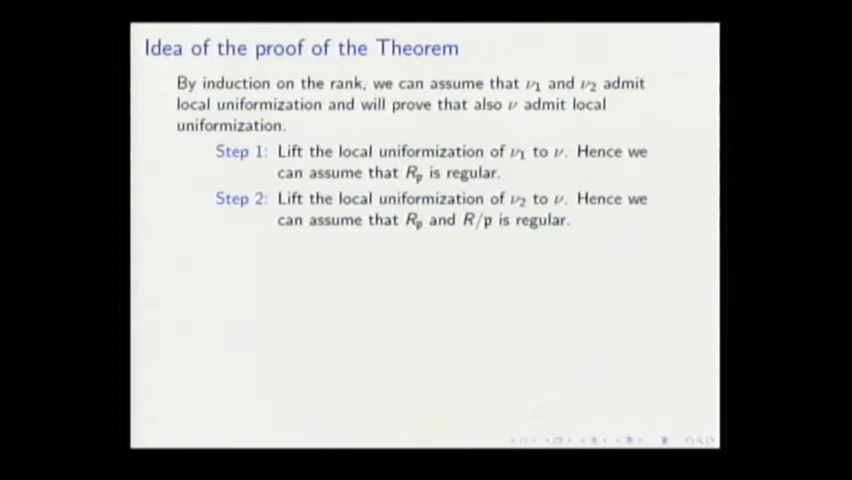 Idea of the proof of the Theorem
By induction on the rank, we can assume that ν₁ and ν₂ admit
local uniformization and will prove that also ν admit local
uniformization.
Step 1: Lift the local uniformization of ν₁ to ν. Hence we
can assume that R𝔭 is regular.
Step 2: Lift the local uniformization of ν₂ to ν. Hence we
can assume that R𝔭 and R/𝔭 is regular.